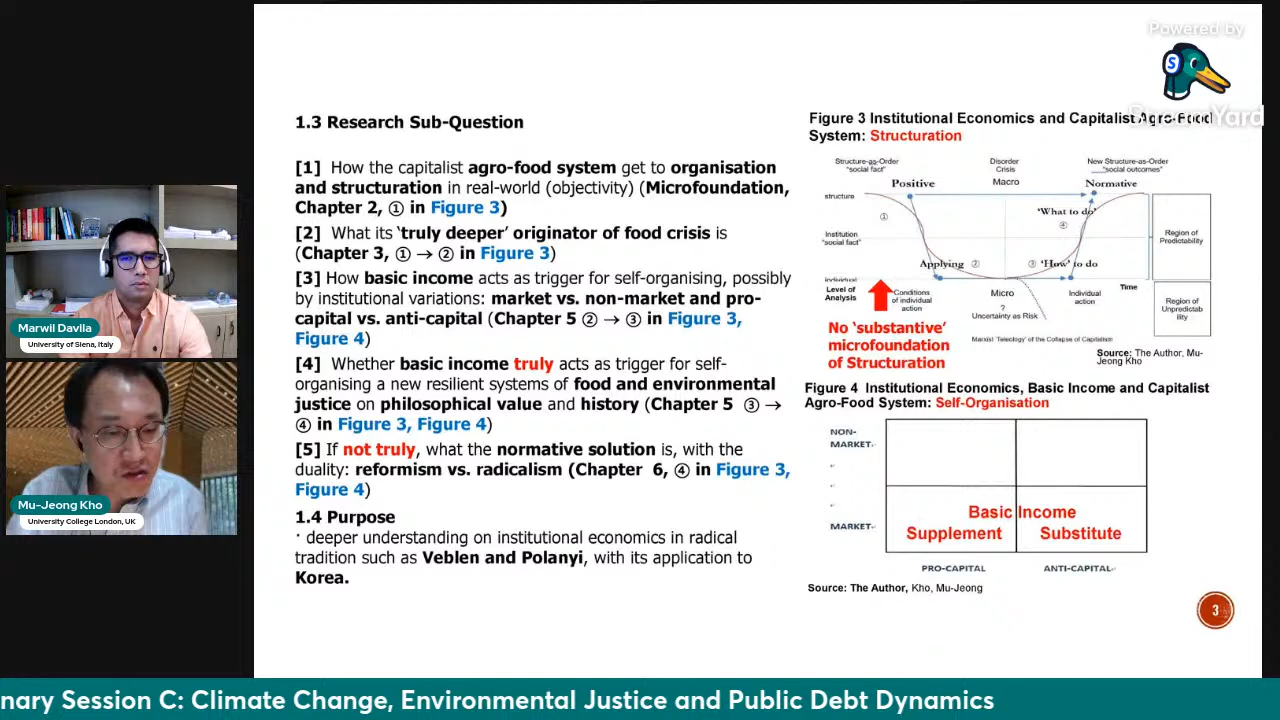 Powered by
S
StreamYard
1.3 Research Sub-Question
[1] How the capitalist agro-food system get to organisation
and structuration in real-world (objectivity) (Microfoundation,
Chapter 2, ① in Figure 3)
[2] What its 'truly deeper' originator of food crisis is
(Chapter 3, ① → ② in Figure 3)
[3] How basic income acts as trigger for self-organising, possibly
by institutional variations: market vs. non-market and pro-
capital vs. anti-capital (Chapter 5 ② → ③ in Figure 3,
Figure 4)
[4] Whether basic income truly acts as trigger for self-
organising a new resilient systems of food and environmental
justice on philosophical value and history (Chapter 5 ③ →
④ in Figure 3, Figure 4)
[5] If not truly, what the normative solution is, with the
duality: reformism vs. radicalism (Chapter 6, ④ in Figure 3,
Figure 4)
1.4 Purpose
· deeper understanding on institutional economics in radical
tradition such as Veblen and Polanyi, with its application to
Korea.
Figure 3 Institutional Economics and Capitalist Agro-Food
System: Structuration
Structure-as-Order
"social fact"
Disorder
Crisis
New Structure-as-Order
"social outcomes"
Positive
Macro
Normative
structure
①
'What to do'
④
Institution
"social fact"
Region of
Predictability
Applying ②
③ 'How' to do
individual
Level of
Analysis
Conditions
of individual
action
Micro
?
Uncertainty as Risk
Individual
action
Time
Region of
Unpredictab
ility
No 'substantive'
microfoundation
of Structuration
Marxist 'Teleology' of the Collapse of Capitalism
Source: The Author, Mu-
Jeong Kho
Figure 4 Institutional Economics, Basic Income and Capitalist
Agro-Food System: Self-Organisation
NON-
MARKET
MARKET
Basic Income
Supplement
Substitute
PRO-CAPITAL
ANTI-CAPITAL
Source: The Author, Kho, Mu-Jeong
3
Marwil Davila
University of Siena, Italy
Mu-Jeong Kho
University College London, UK
nary Session C: Climate Change, Environmental Justice and Public Debt Dynamics